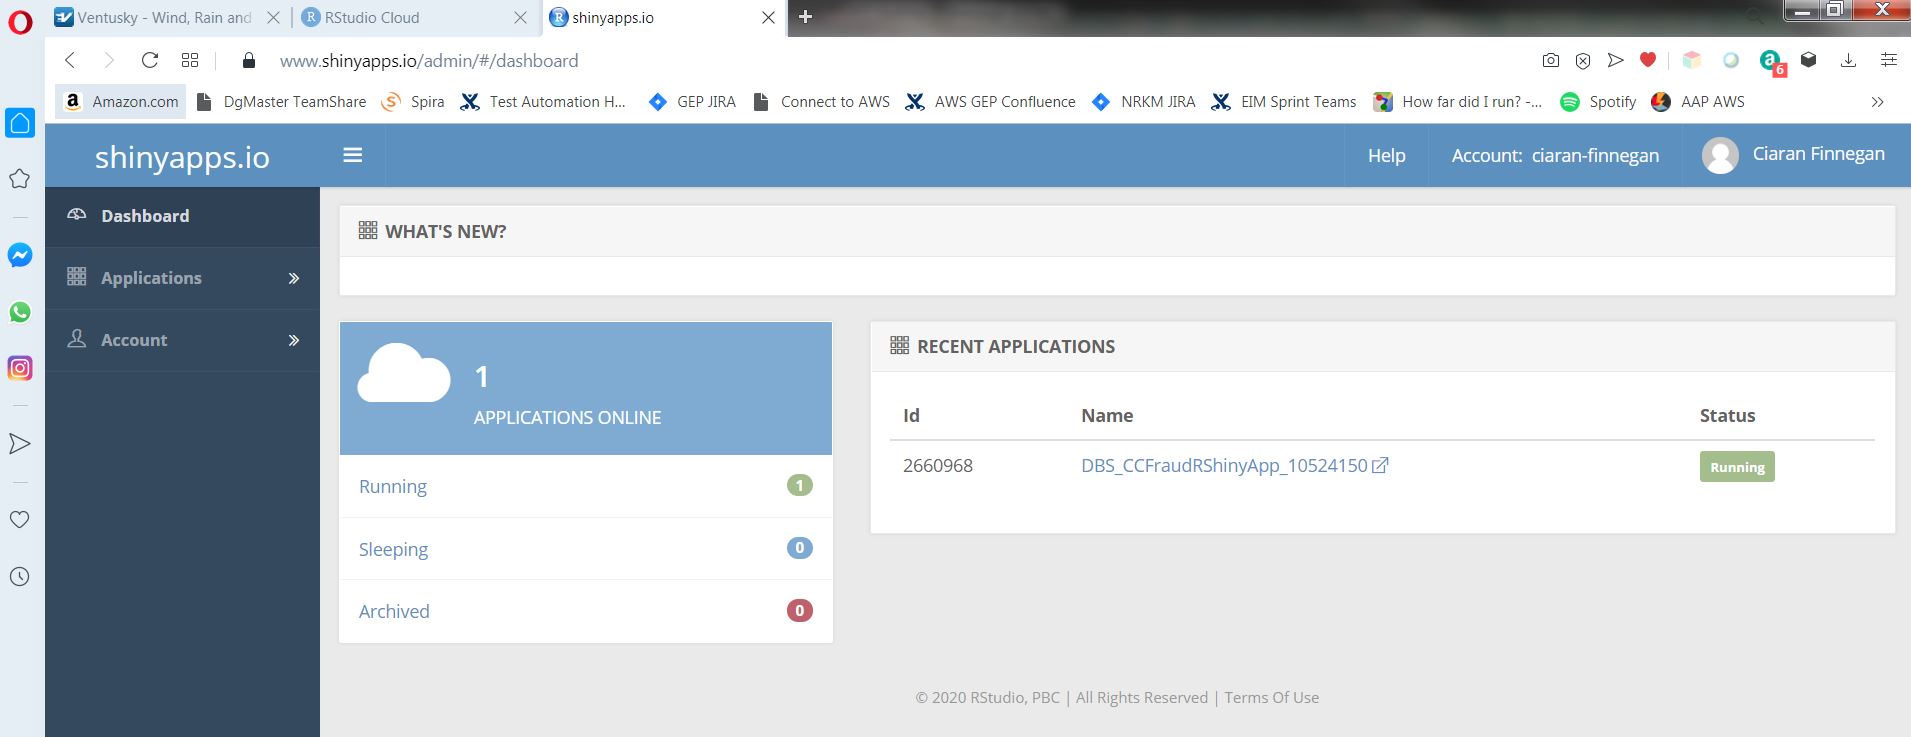 Ventusky - Wind, Rain and
RStudio Cloud
shinyapps.io
www.shinyapps.io/admin/#/dashboard
6
Amazon.com
DgMaster TeamShare
Spira
Test Automation H...
GEP JIRA
Connect to AWS
AWS GEP Confluence
NRKM JIRA
EIM Sprint Teams
How far did I run? -...
Spotify
AAP AWS
shinyapps.io
Help
Account: ciaran-finnegan
Ciaran Finnegan
Dashboard
Applications
Account
WHAT'S NEW?
1
APPLICATIONS ONLINE
Running 1
Sleeping 0
Archived 0
RECENT APPLICATIONS
Id Name Status
2660968 DBS_CCFraudRShinyApp_10524150 Running
© 2020 RStudio, PBC | All Rights Reserved | Terms Of Use